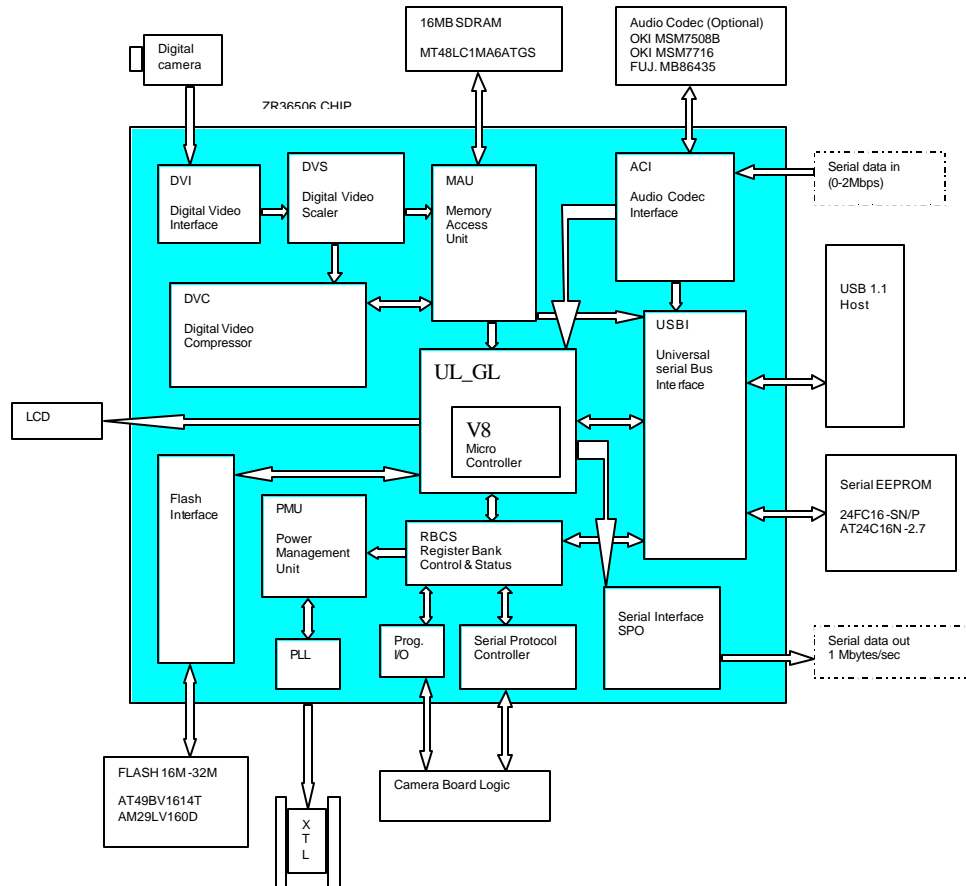 16MB SDRAM
MT48LC1MA6ATGS
Audio Codec (Optional)
OKI MSM7508B
OKI MSM7716
FUJ. MB86435
Digital
camera
ZR36506 CHIP
DVI
Digital Video
Interface
DVS
Digital Video
Scaler
MAU
Memory
Access
Unit
ACI
Audio Codec
Interface
Serial data in
(0-2Mbps)
DVC
Digital Video
Compressor
USBI
Universal
serial Bus
Interface
USB 1.1
Host
UL_GL
V8
Micro
Controller
LCD
Flash
Interface
PMU
Power
Management
Unit
RBCS
Register Bank
Control & Status
Serial EEPROM
24FC16-SN/P
AT24C16N-2.7
PLL
Prog.
I/O
Serial Protocol
Controller
Serial Interface
SPO
Serial data out
1 Mbytes/sec
FLASH 16M-32M
AT49BV1614T
AM29LV160D
Camera Board Logic
X
T
L